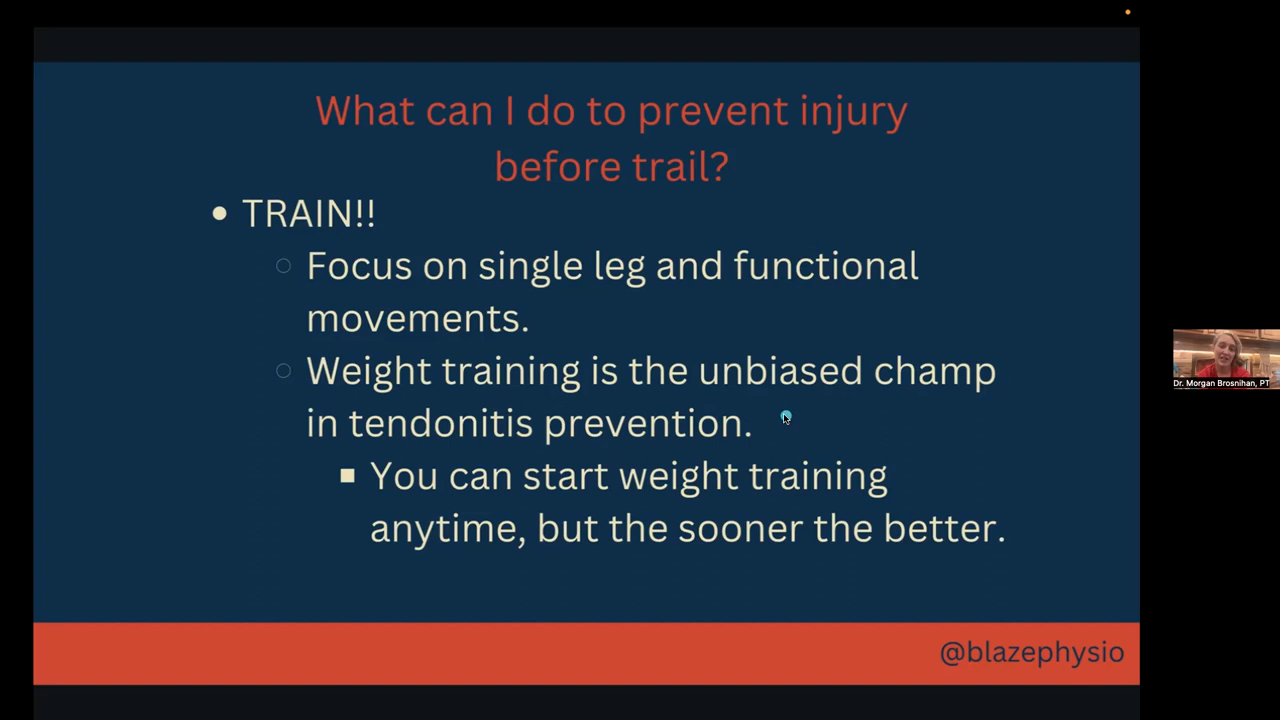 What can I do to prevent injury
before trail?
TRAIN!!
Focus on single leg and functional
movements.
Weight training is the unbiased champ
in tendonitis prevention.
You can start weight training
anytime, but the sooner the better.
@blazephysio
Dr. Morgan Brosnihan, PT